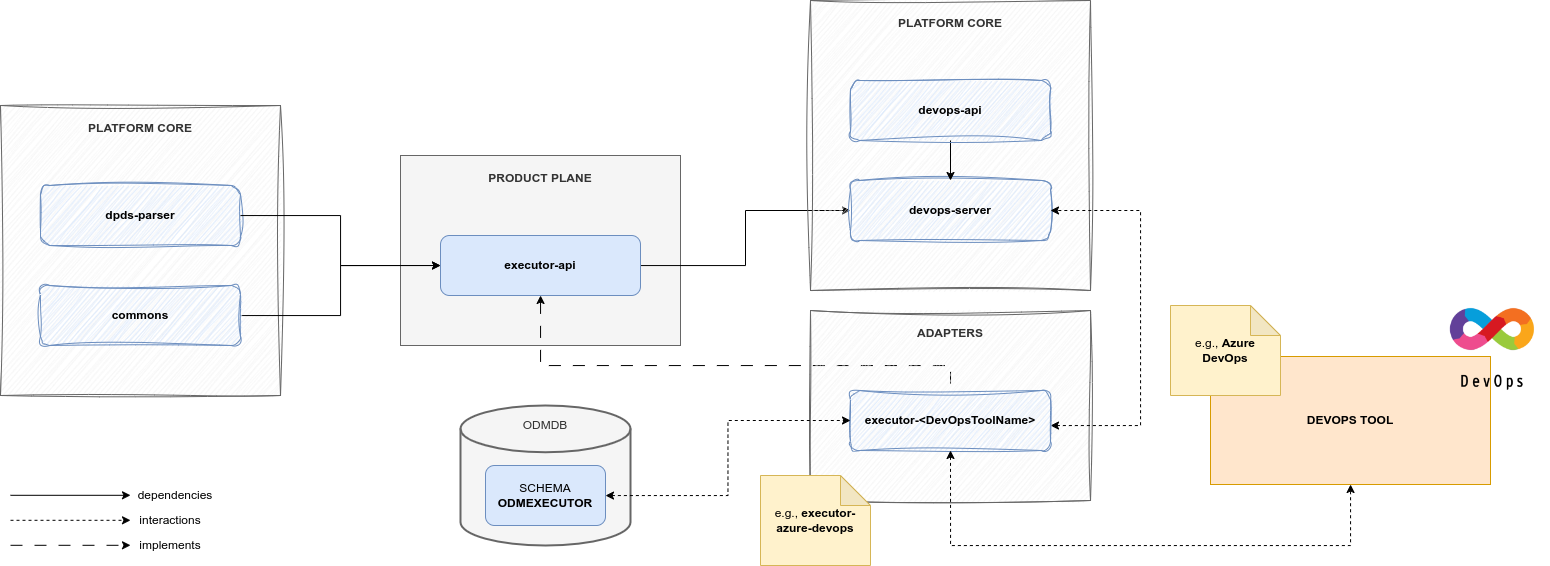 PLATFORM CORE
dpds-parser
commons
PRODUCT PLANE
executor-api
PLATFORM CORE
devops-api
devops-server
ADAPTERS
executor-<DevOpsToolName>
e.g., executor-
azure-devops
ODMDB
SCHEMA
ODMEXECUTOR
e.g., Azure
DevOps
DevOps
DEVOPS TOOL
dependencies
interactions
implements